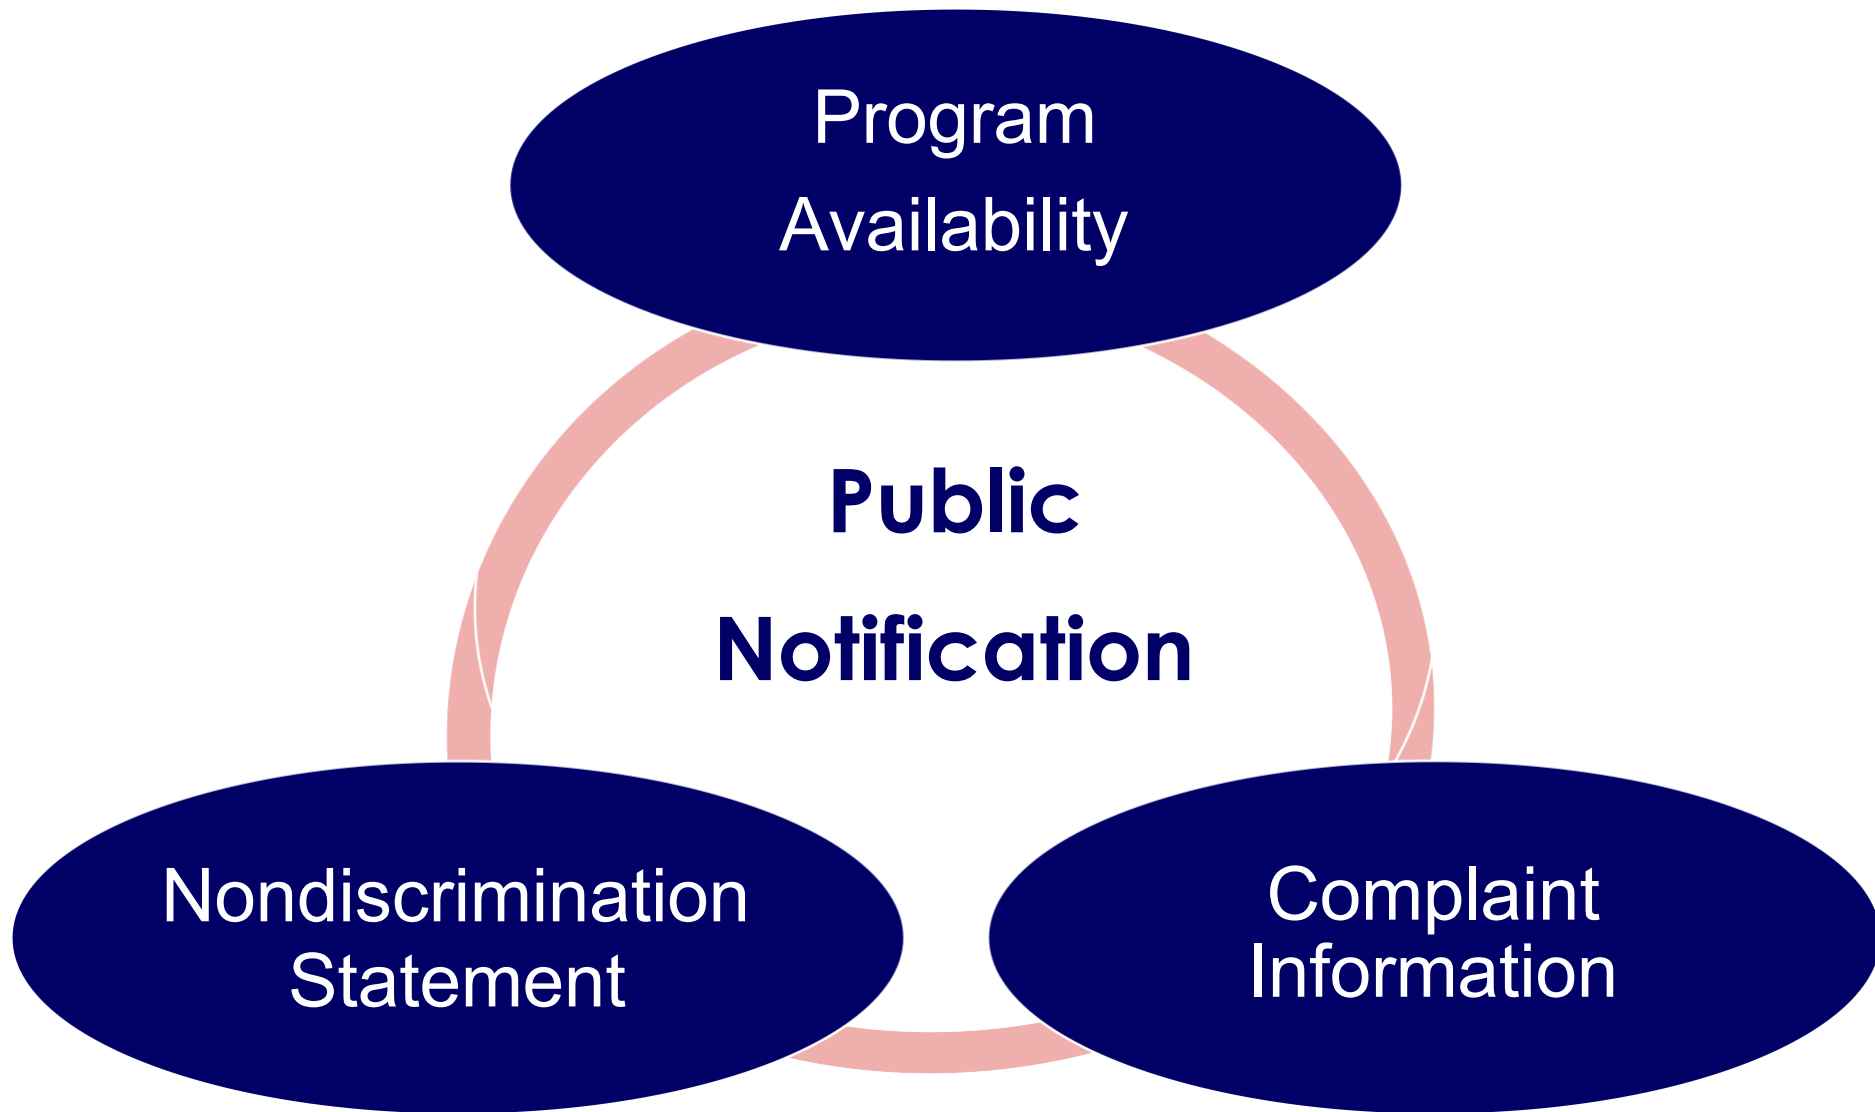 Program
Availability
Public
Notification
Nondiscrimination
Statement
Complaint
Information